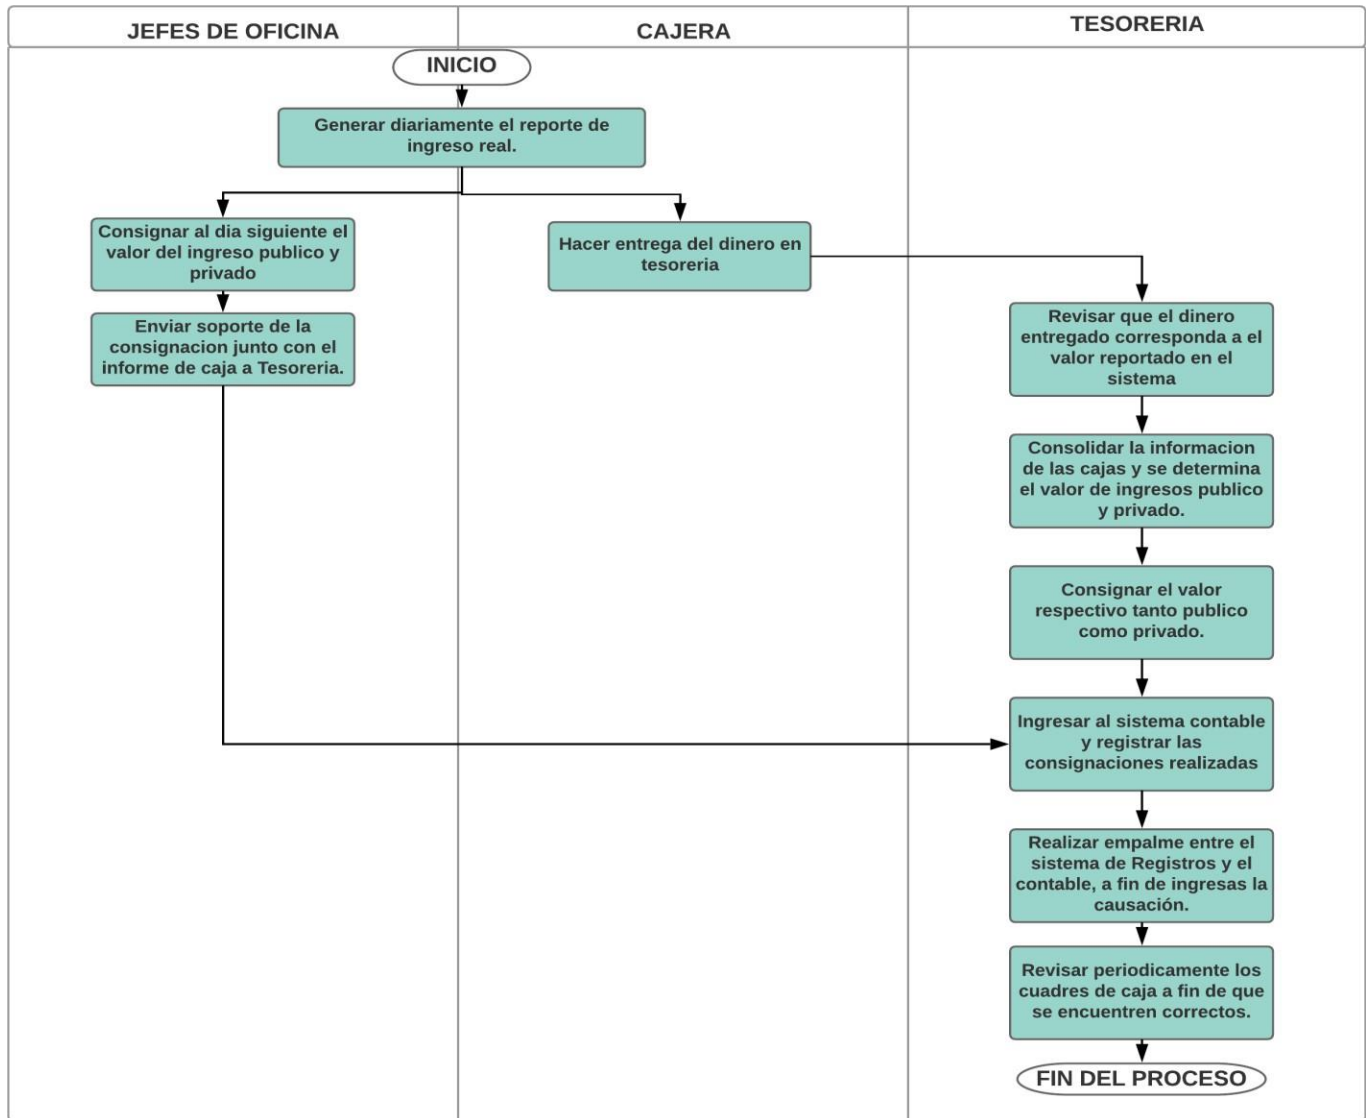 JEFES DE OFICINA
CAJERA
TESORERIA
INICIO
Generar diariamente el reporte de
ingreso real.
Consignar al dia siguiente el
valor del ingreso publico y
privado
Hacer entrega del dinero en
tesoreria
Enviar soporte de la
consignacion junto con el
informe de caja a Tesoreria.
Revisar que el dinero
entregado corresponda a el
valor reportado en el
sistema
Consolidar la informacion
de las cajas y se determina
el valor de ingresos publico
y privado.
Consignar el valor
respectivo tanto publico
como privado.
Ingresar al sistema contable
y registrar las
consignaciones realizadas
Realizar empalme entre el
sistema de Registros y el
contable, a fin de ingresas la
causación.
Revisar periodicamente los
cuadres de caja a fin de que
se encuentren correctos.
FIN DEL PROCESO